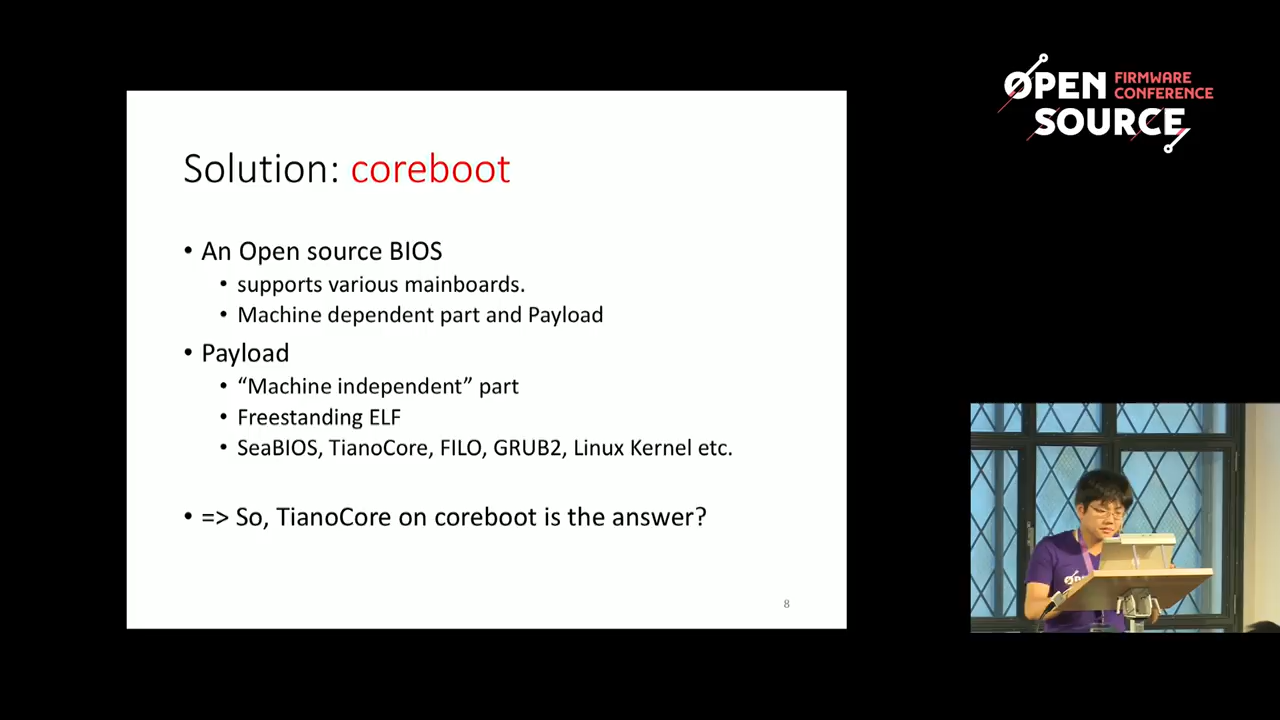 OPEN FIRMWARE
CONFERENCE
SOURCE
Solution: coreboot
• An Open source BIOS
• supports various mainboards.
• Machine dependent part and Payload
• Payload
• “Machine independent” part
• Freestanding ELF
• SeaBIOS, TianoCore, FILO, GRUB2, Linux Kernel etc.
• => So, TianoCore on coreboot is the answer?
8